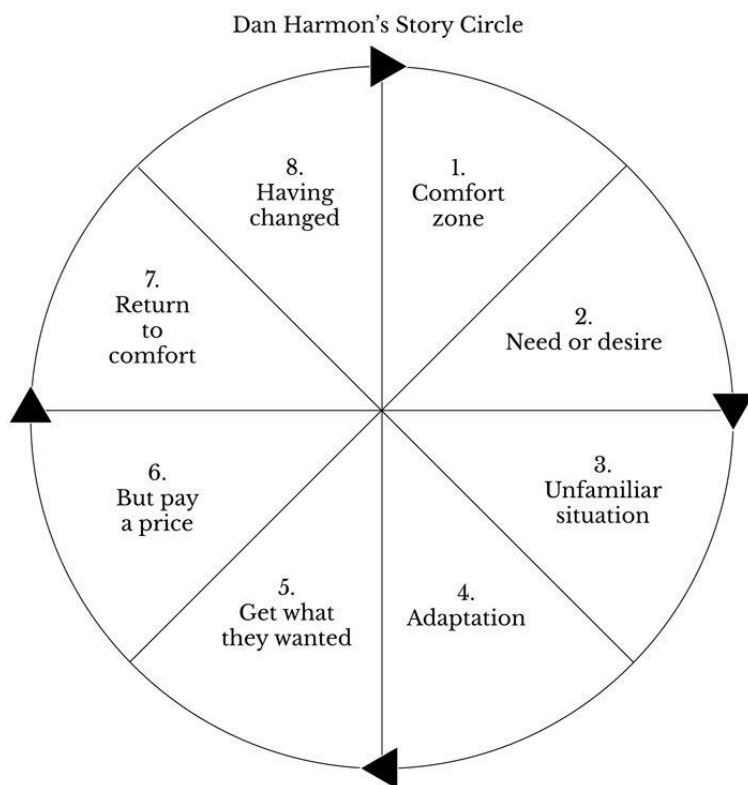 Dan Harmon’s Story Circle
1.
Comfort
zone
2.
Need or desire
3.
Unfamiliar
situation
4.
Adaptation
5.
Get what
they wanted
6.
But pay
a price
7.
Return
to
comfort
8.
Having
changed